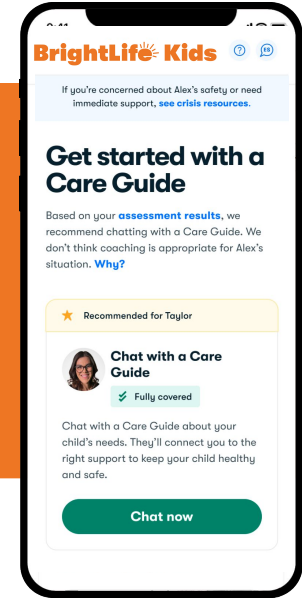 BrightLife Kids
?
ES
If you're concerned about Alex's safety or need
immediate support, see crisis resources.
Get started with a
Care Guide
Based on your assessment results, we
recommend chatting with a Care Guide. We
don't think coaching is appropriate for Alex's
situation. Why?
Recommended for Taylor
Chat with a Care
Guide
Fully covered
Chat with a Care Guide about your
child's needs. They'll connect you to the
right support to keep your child healthy
and safe.
Chat now